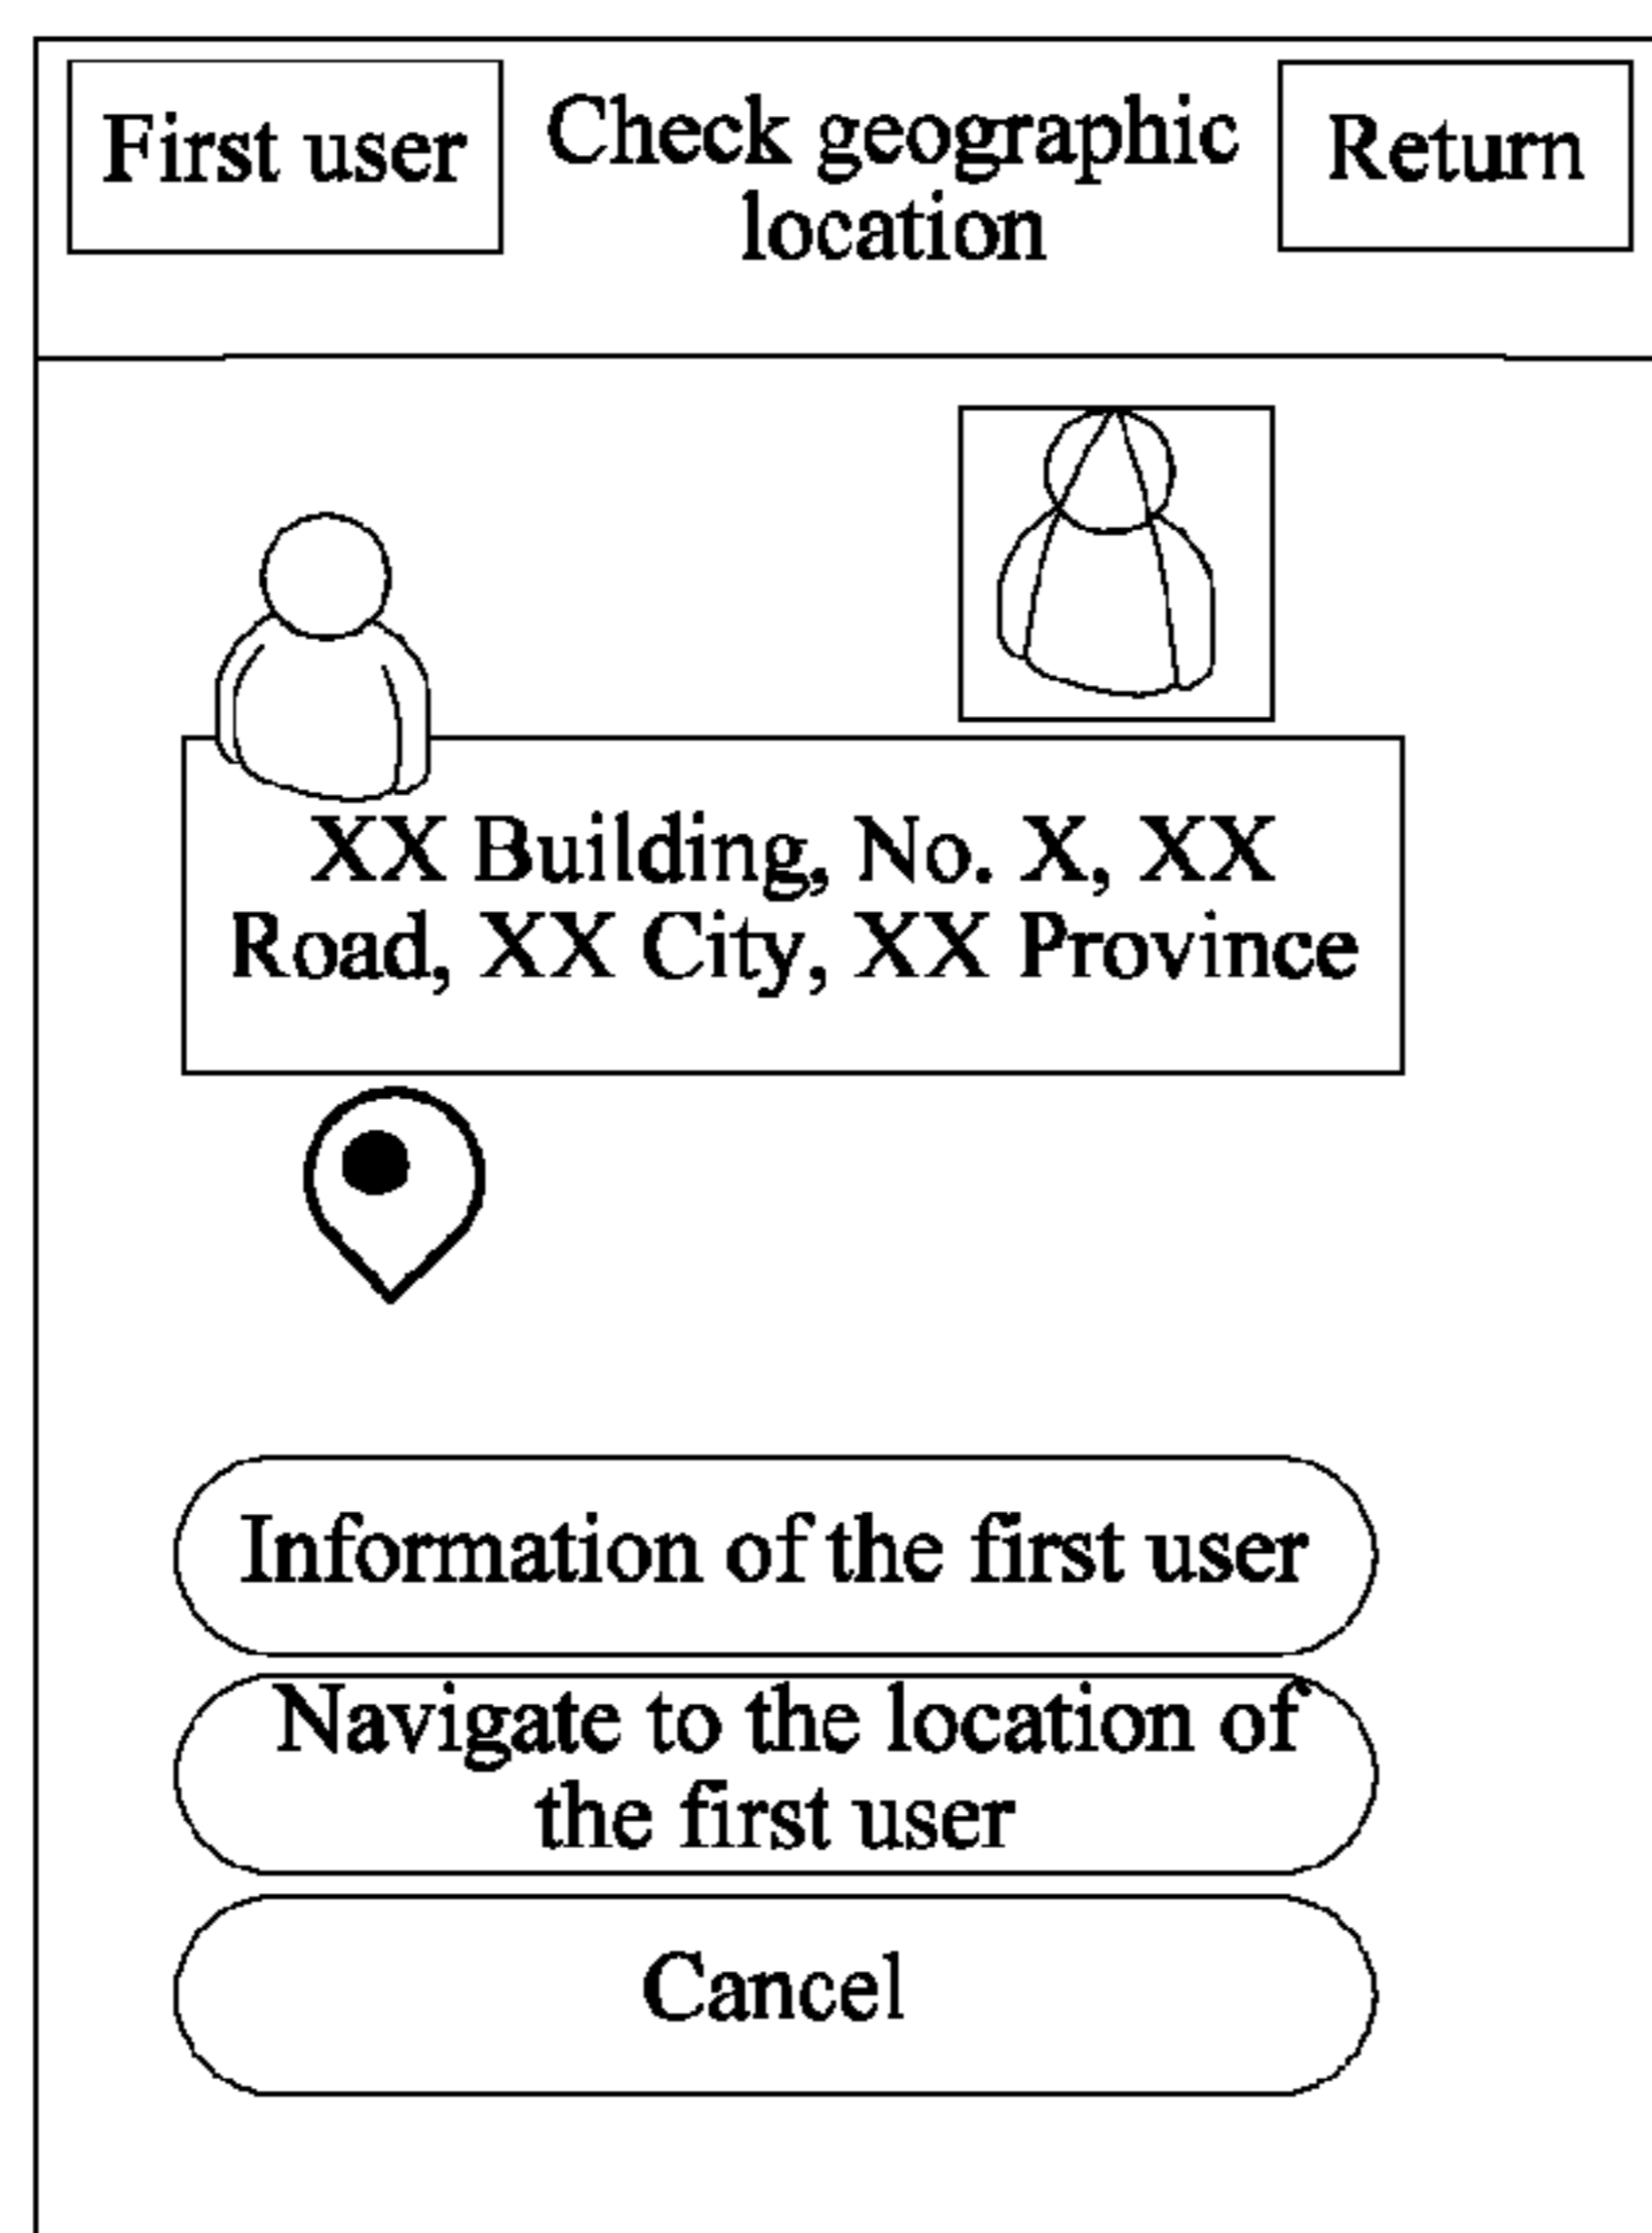 First user
Check geographic
location
Return
XX Building, No. X, XX
Road, XX City, XX Province
Information of the first user
Navigate to the location of
the first user
Cancel